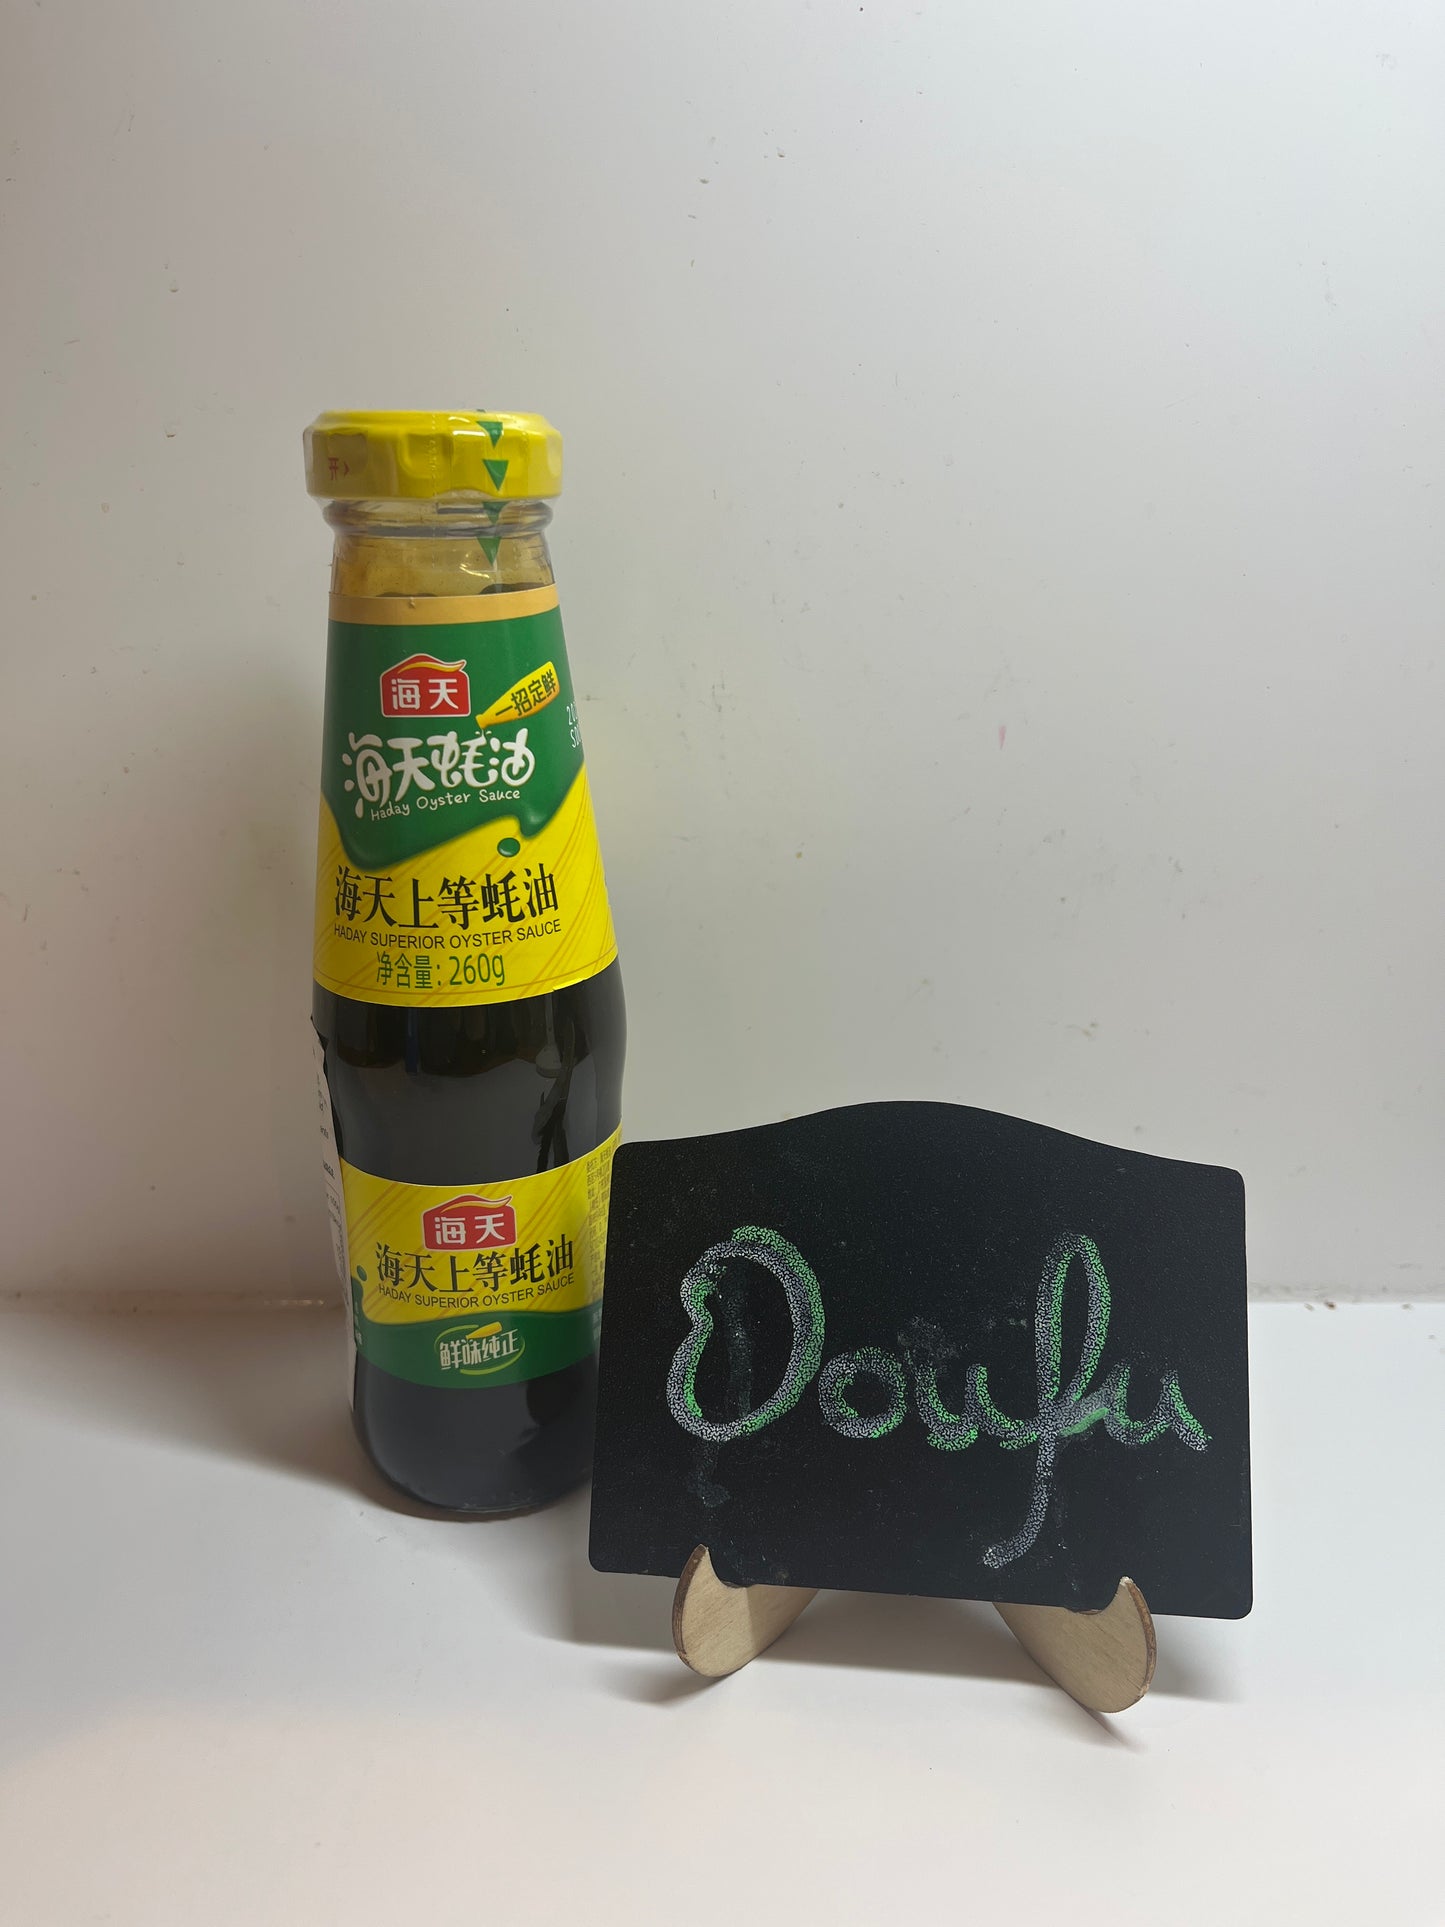 开
海天
一招定鲜
海天蚝油
Haday Oyster Sauce
海天上等蚝油
HADAY SUPERIOR OYSTER SAUCE
净含量: 260g
海天
海天上等蚝油
HADAY SUPERIOR OYSTER SAUCE
鲜味纯正
Doufu